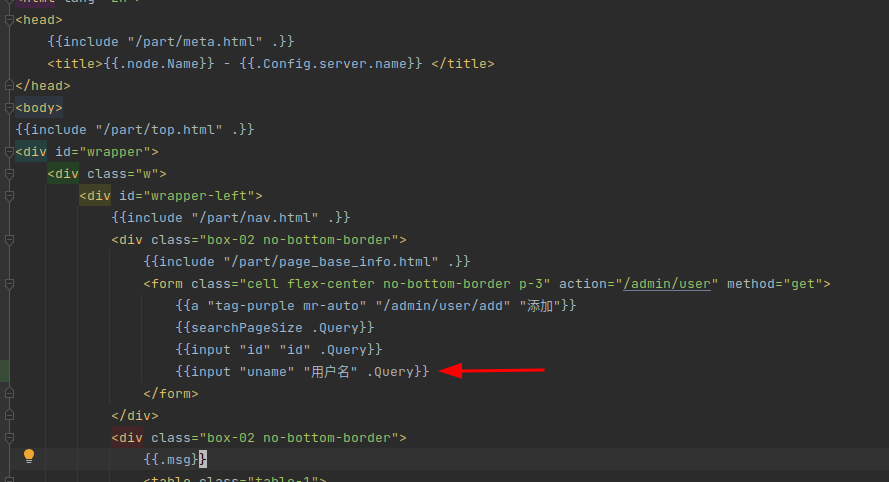 <head>
{{include "/part/meta.html" .}}
<title>{{.node.Name}} - {{.Config.server.name}} </title>
</head>
<body>
{{include "/part/top.html" .}}
<div id="wrapper">
<div class="w">
<div id="wrapper-left">
{{include "/part/nav.html" .}}
<div class="box-02 no-bottom-border">
{{include "/part/page_base_info.html" .}}
<form class="cell flex-center no-bottom-border p-3" action="/admin/user" method="get">
{{a "tag-purple mr-auto" "/admin/user/add" "添加"}}
{{searchPageSize .Query}}
{{input "id" "id" .Query}}
{{input "uname" "用户名" .Query}}
</form>
</div>
<div class="box-02 no-bottom-border">
{{.msg}}
<table class="table-1">